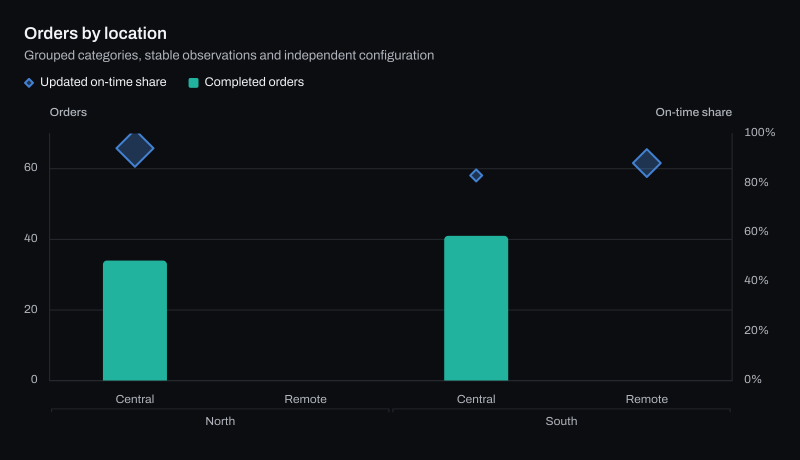 Orders by location
Grouped categories, stable observations and independent configuration
Updated on-time share Completed orders
Orders On-time share
100%
60
80%
60%
40
40%
20
20%
0 0%
Central Remote Central Remote
North South